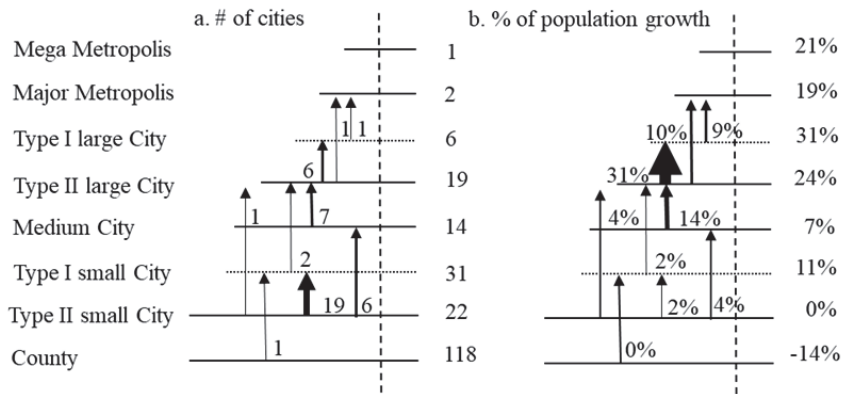 a. # of cities
b. % of population growth
Mega Metropolis 1 21%
Major Metropolis 2 19%
1 1 10% 9%
Type I large City 6 31%
6 31%
Type II large City 19 24%
1 7 4% 14%
Medium City 14 7%
2 2%
Type I small City 31 11%
19 6 2% 4%
Type II small City 22 0%
1 0%
County 118 -14%